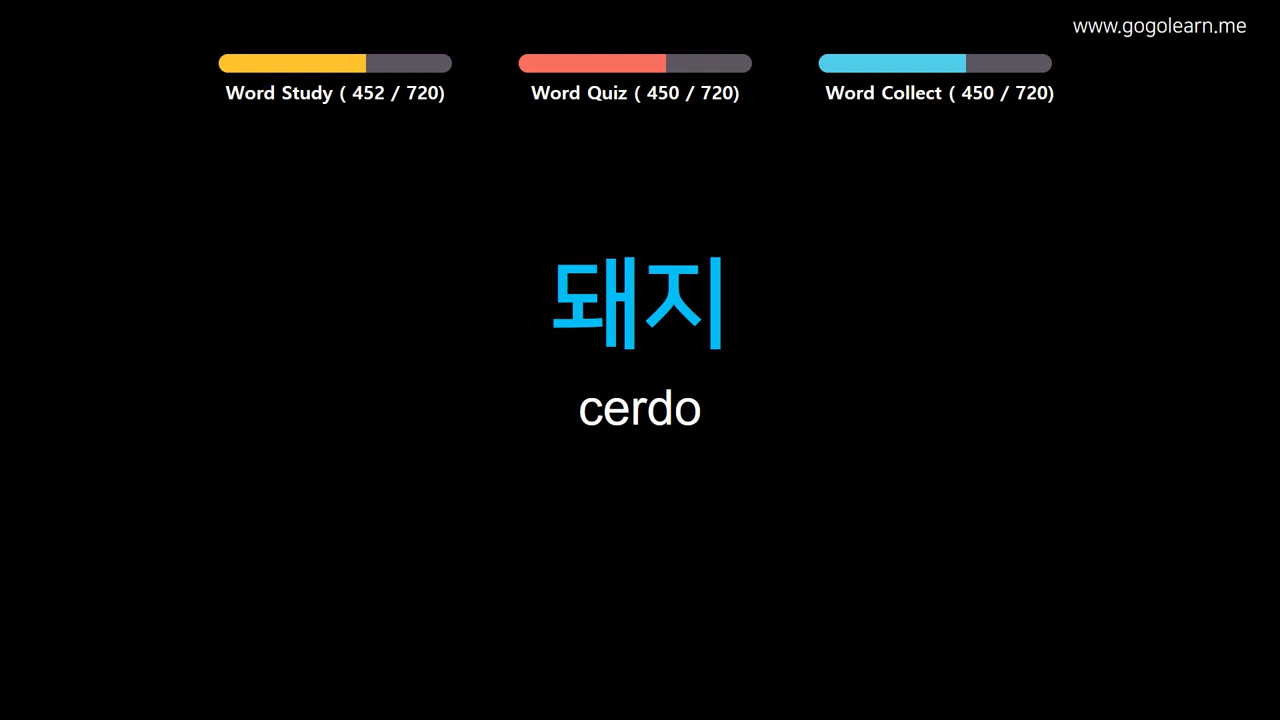 www.gogolearn.me
Word Study ( 452 / 720)
Word Quiz ( 450 / 720)
Word Collect ( 450 / 720)
돼지
cerdo